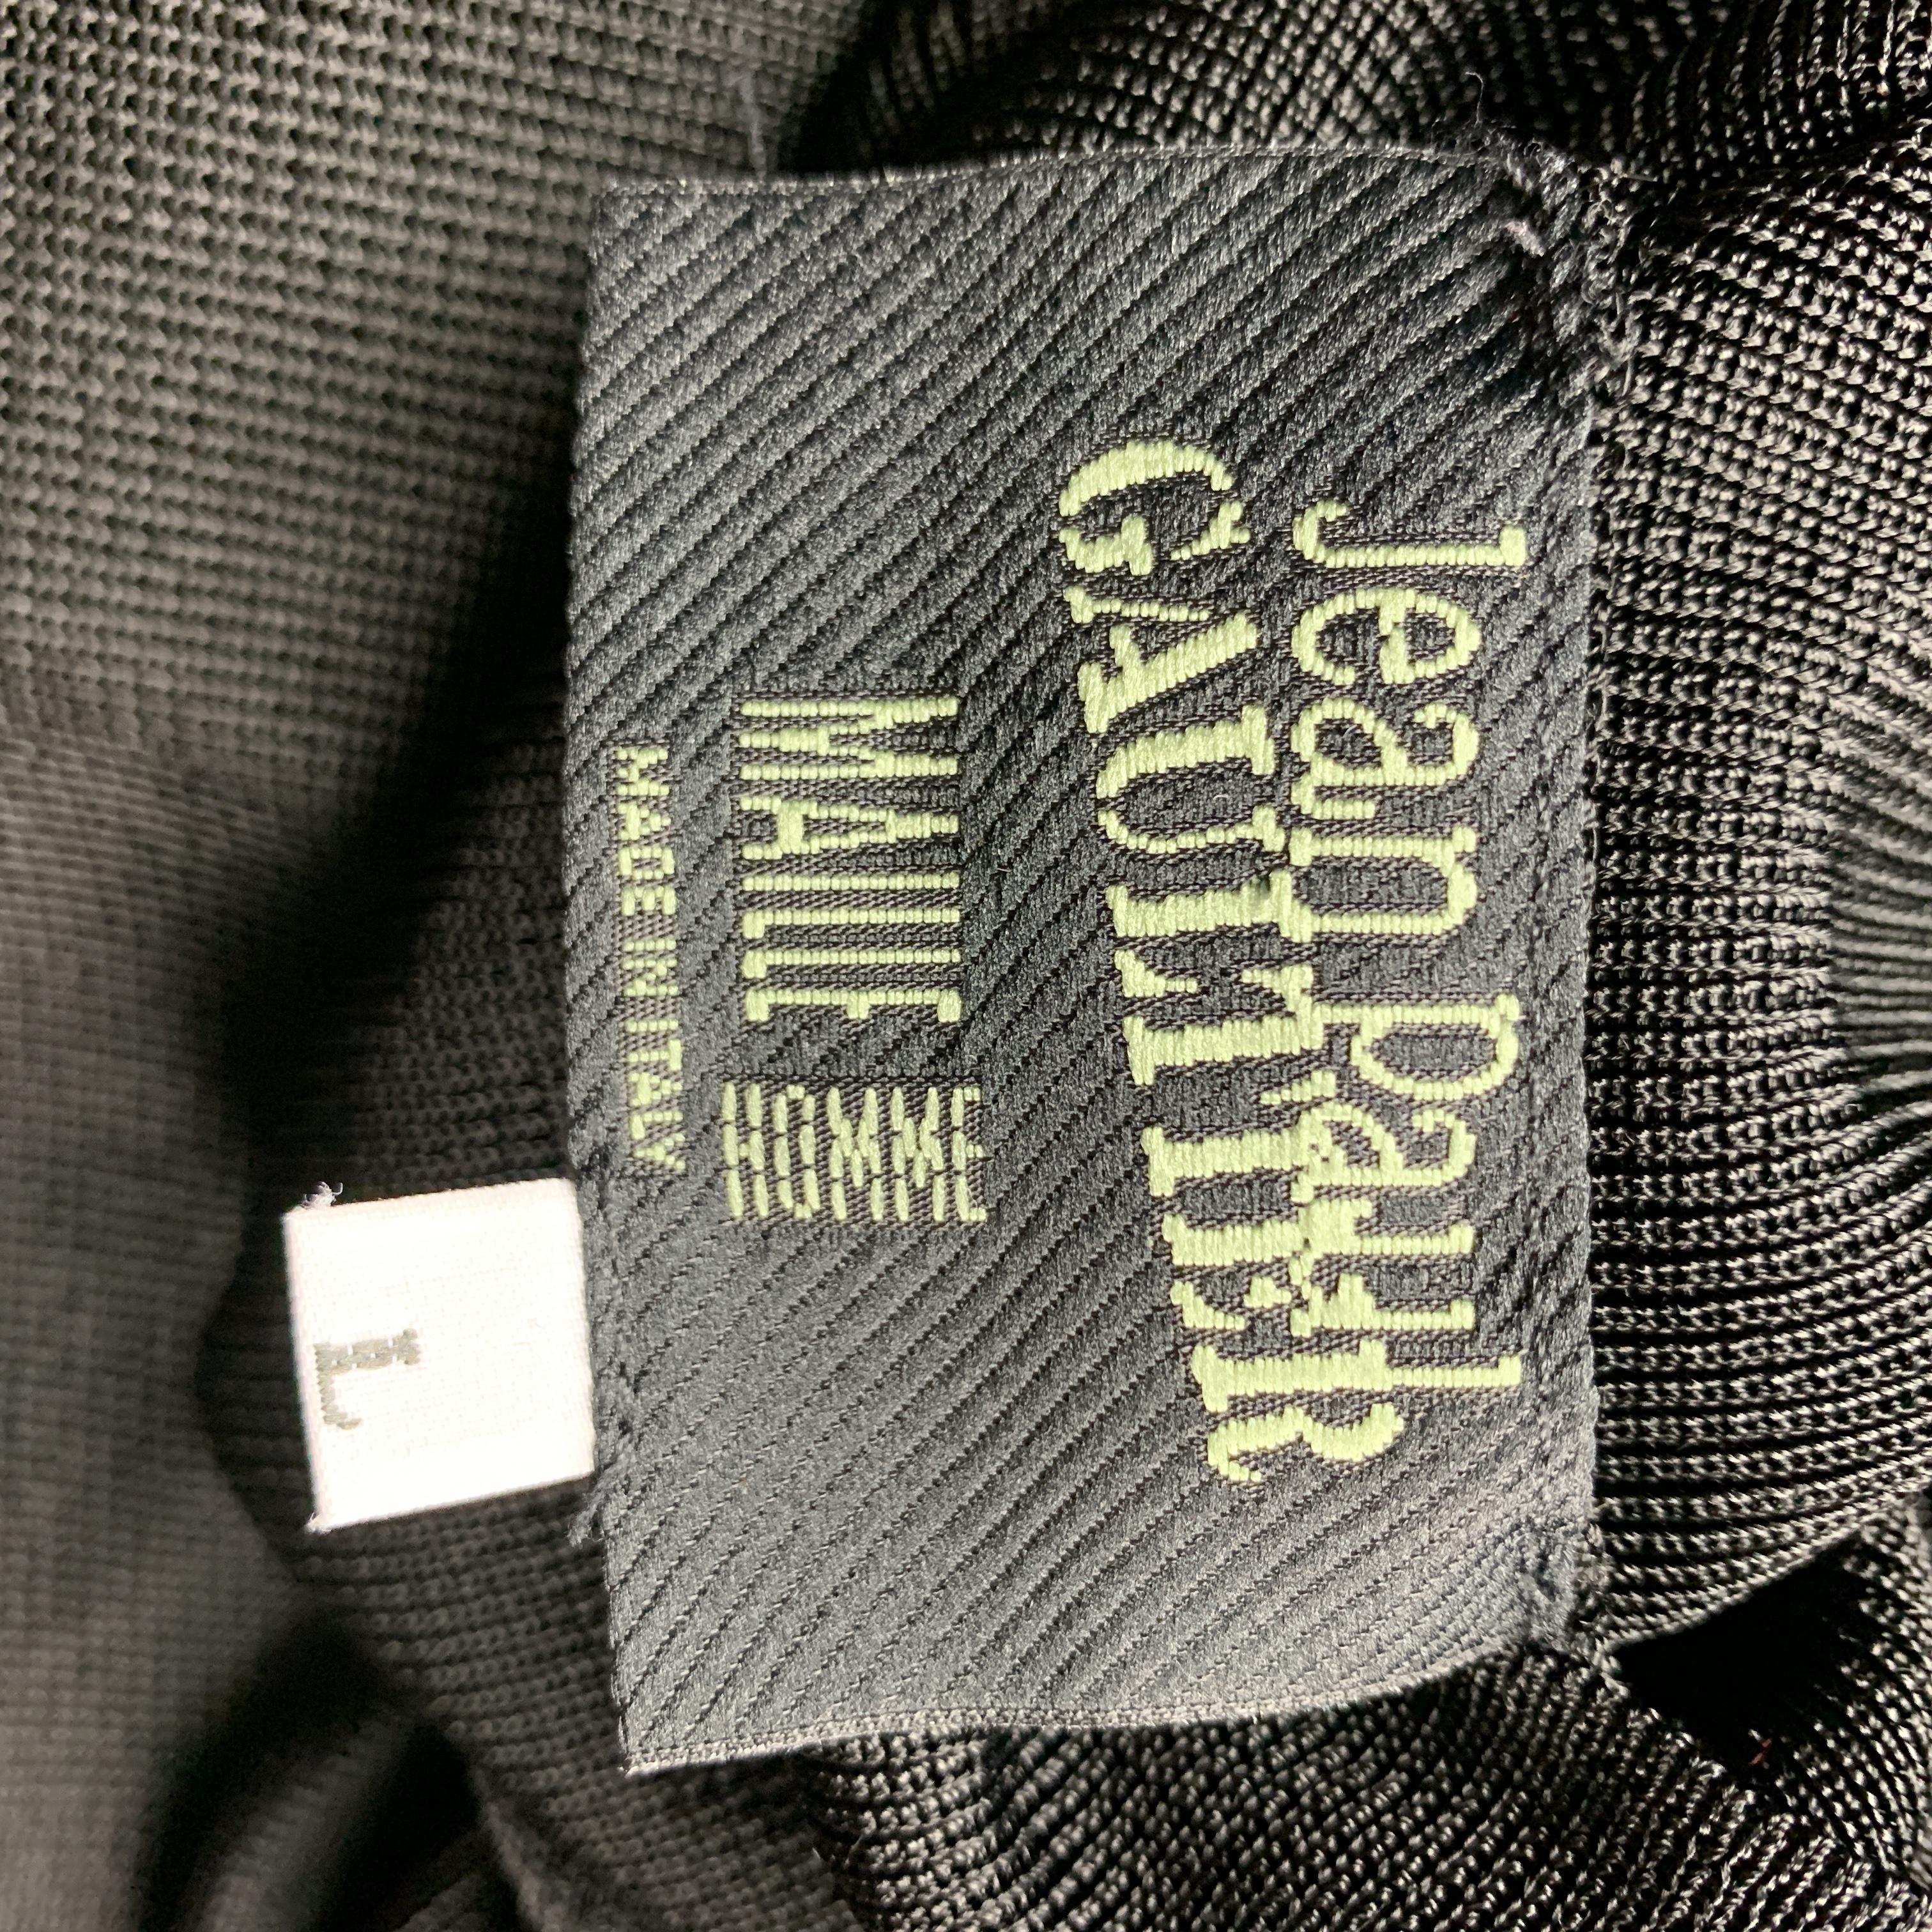 Jean Paul
GAULTIER
MAILLE HOMME
MADE IN ITALY
L